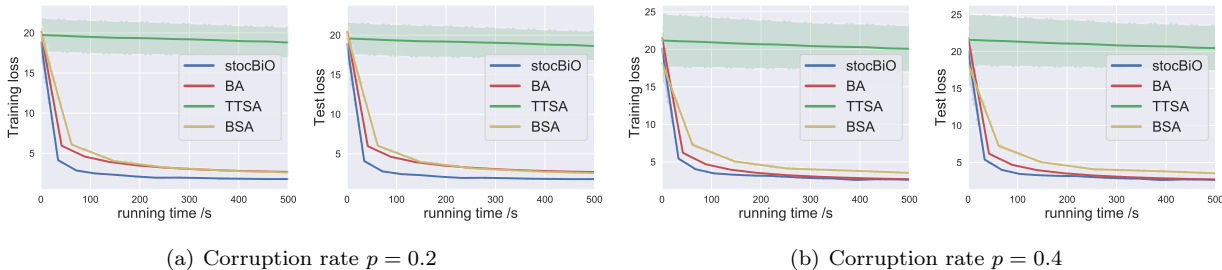 20
15
10
5
0 100 200 300 400 500
Training loss
running time /s
stocBiO
BA
TTSA
BSA
20
15
10
5
0 100 200 300 400 500
Test loss
running time /s
stocBiO
BA
TTSA
BSA
25
20
15
10
5
0 100 200 300 400 500
Training loss
running time /s
stocBiO
BA
TTSA
BSA
25
20
15
10
5
0 100 200 300 400 500
Test loss
running time /s
stocBiO
BA
TTSA
BSA
(a) Corruption rate p = 0.2
(b) Corruption rate p = 0.4